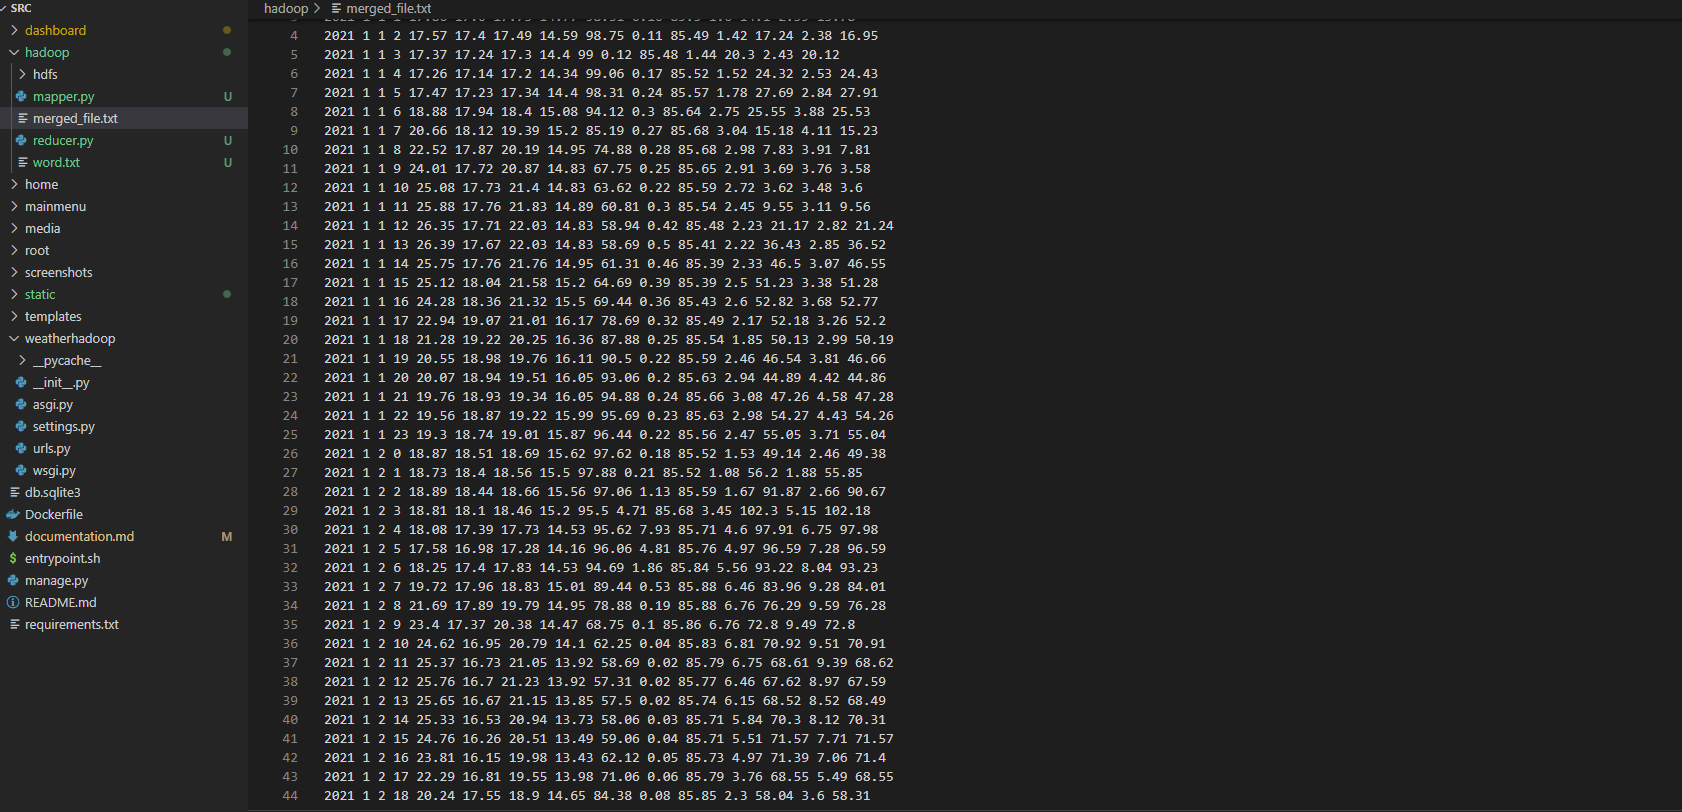 SRC
dashboard
hadoop
hdfs
mapper.py U
merged_file.txt
reducer.py U
word.txt U
home
mainmenu
media
root
screenshots
static
templates
weatherhadoop
__pycache__
__init__.py
asgi.py
settings.py
urls.py
wsgi.py
db.sqlite3
Dockerfile
documentation.md M
entrypoint.sh
manage.py
README.md
requirements.txt
hadoop > merged_file.txt
4 2021 1 1 2 17.57 17.4 17.49 14.59 98.75 0.11 85.49 1.42 17.24 2.38 16.95
5 2021 1 1 3 17.37 17.24 17.3 14.4 99 0.12 85.48 1.44 20.3 2.43 20.12
6 2021 1 1 4 17.26 17.14 17.2 14.34 99.06 0.17 85.52 1.52 24.32 2.53 24.43
7 2021 1 1 5 17.47 17.23 17.34 14.4 98.31 0.24 85.57 1.78 27.69 2.84 27.91
8 2021 1 1 6 18.88 17.94 18.4 15.08 94.12 0.3 85.64 2.75 25.55 3.88 25.53
9 2021 1 1 7 20.66 18.12 19.39 15.2 85.19 0.27 85.68 3.04 15.18 4.11 15.23
10 2021 1 1 8 22.52 17.87 20.19 14.95 74.88 0.28 85.68 2.98 7.83 3.91 7.81
11 2021 1 1 9 24.01 17.72 20.87 14.83 67.75 0.25 85.65 2.91 3.69 3.76 3.58
12 2021 1 1 10 25.08 17.73 21.4 14.83 63.62 0.22 85.59 2.72 3.62 3.48 3.6
13 2021 1 1 11 25.88 17.76 21.83 14.89 60.81 0.3 85.54 2.45 9.55 3.11 9.56
14 2021 1 1 12 26.35 17.71 22.03 14.83 58.94 0.42 85.48 2.23 21.17 2.82 21.24
15 2021 1 1 13 26.39 17.67 22.03 14.83 58.69 0.5 85.41 2.22 36.43 2.85 36.52
16 2021 1 1 14 25.75 17.76 21.76 14.95 61.31 0.46 85.39 2.33 46.5 3.07 46.55
17 2021 1 1 15 25.12 18.04 21.58 15.2 64.69 0.39 85.39 2.5 51.23 3.38 51.28
18 2021 1 1 16 24.28 18.36 21.32 15.5 69.44 0.36 85.43 2.6 52.82 3.68 52.77
19 2021 1 1 17 22.94 19.07 21.01 16.17 78.69 0.32 85.49 2.17 52.18 3.26 52.2
20 2021 1 1 18 21.28 19.22 20.25 16.36 87.88 0.25 85.54 1.85 50.13 2.99 50.19
21 2021 1 1 19 20.55 18.98 19.76 16.11 90.5 0.22 85.59 2.46 46.54 3.81 46.66
22 2021 1 1 20 20.07 18.94 19.51 16.05 93.06 0.2 85.63 2.94 44.89 4.42 44.86
23 2021 1 1 21 19.76 18.93 19.34 16.05 94.88 0.24 85.66 3.08 47.26 4.58 47.28
24 2021 1 1 22 19.56 18.87 19.22 15.99 95.69 0.23 85.63 2.98 54.27 4.43 54.26
25 2021 1 1 23 19.3 18.74 19.01 15.87 96.44 0.22 85.56 2.47 55.05 3.71 55.04
26 2021 1 2 0 18.87 18.51 18.69 15.62 97.62 0.18 85.52 1.53 49.14 2.46 49.38
27 2021 1 2 1 18.73 18.4 18.56 15.5 97.88 0.21 85.52 1.08 56.2 1.88 55.85
28 2021 1 2 2 18.89 18.44 18.66 15.56 97.06 1.13 85.59 1.67 91.87 2.66 90.67
29 2021 1 2 3 18.81 18.1 18.46 15.2 95.5 4.71 85.68 3.45 102.3 5.15 102.18
30 2021 1 2 4 18.08 17.39 17.73 14.53 95.62 7.93 85.71 4.6 97.91 6.75 97.98
31 2021 1 2 5 17.58 16.98 17.28 14.16 96.06 4.81 85.76 4.97 96.59 7.28 96.59
32 2021 1 2 6 18.25 17.4 17.83 14.53 94.69 1.86 85.84 5.56 93.22 8.04 93.23
33 2021 1 2 7 19.72 17.96 18.83 15.01 89.44 0.53 85.88 6.46 83.96 9.28 84.01
34 2021 1 2 8 21.69 17.89 19.79 14.95 78.88 0.19 85.88 6.76 76.29 9.59 76.28
35 2021 1 2 9 23.4 17.37 20.38 14.47 68.75 0.1 85.86 6.76 72.8 9.49 72.8
36 2021 1 2 10 24.62 16.95 20.79 14.1 62.25 0.04 85.83 6.81 70.92 9.51 70.91
37 2021 1 2 11 25.37 16.73 21.05 13.92 58.69 0.02 85.79 6.75 68.61 9.39 68.62
38 2021 1 2 12 25.76 16.7 21.23 13.92 57.31 0.02 85.77 6.46 67.62 8.97 67.59
39 2021 1 2 13 25.65 16.67 21.15 13.85 57.5 0.02 85.74 6.15 68.52 8.52 68.49
40 2021 1 2 14 25.33 16.53 20.94 13.73 58.06 0.03 85.71 5.84 70.3 8.12 70.31
41 2021 1 2 15 24.76 16.26 20.51 13.49 59.06 0.04 85.71 5.51 71.57 7.71 71.57
42 2021 1 2 16 23.81 16.15 19.98 13.43 62.12 0.05 85.73 4.97 71.39 7.06 71.4
43 2021 1 2 17 22.29 16.81 19.55 13.98 71.06 0.06 85.79 3.76 68.55 5.49 68.55
44 2021 1 2 18 20.24 17.55 18.9 14.65 84.38 0.08 85.85 2.3 58.04 3.6 58.31